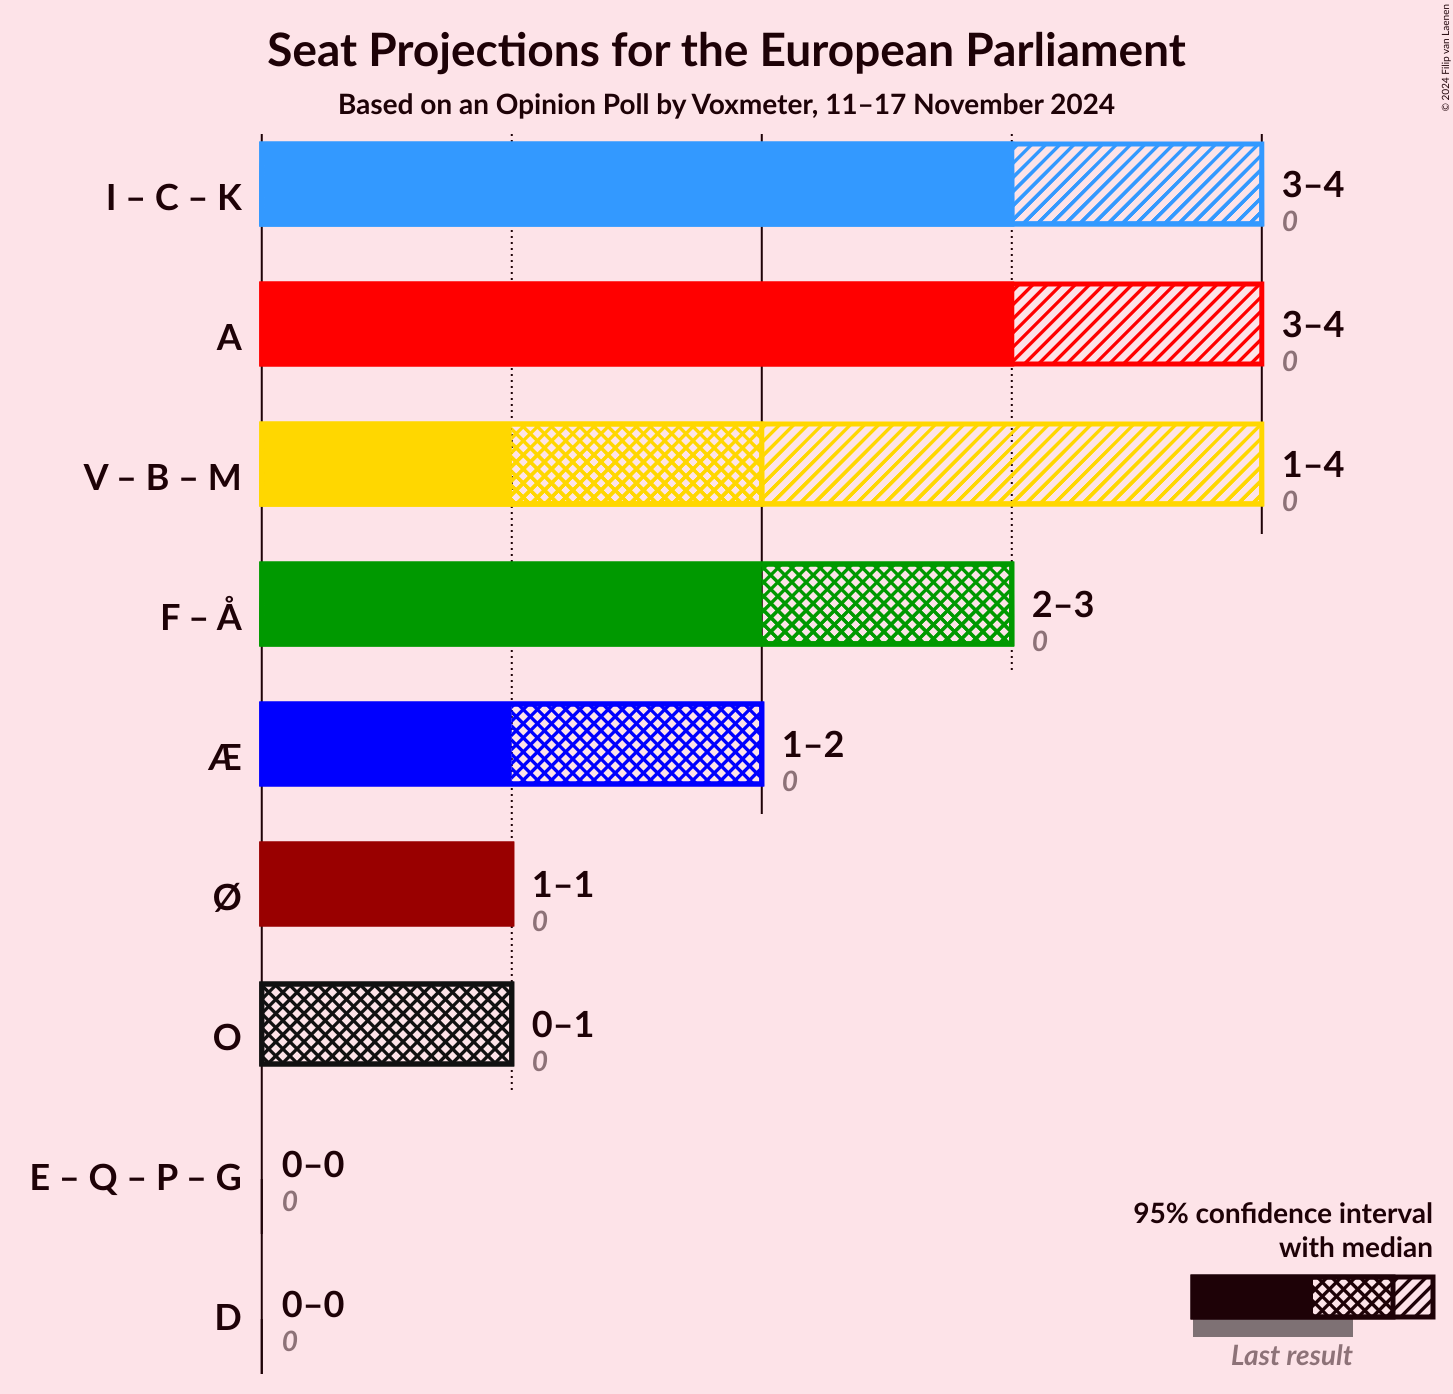 Seat Projections for the European Parliament
Based on an Opinion Poll by Voxmeter, 11–17 November 2024
© 2024 Filip van Laenen
I – C – K
3–4
0
A
3–4
0
V – B – M
1–4
0
F – Å
2–3
0
Æ
1–2
0
Ø
1–1
0
O
0–1
0
E – Q – P – G
0–0
0
D
0–0
0
95% confidence interval
with median
Last result